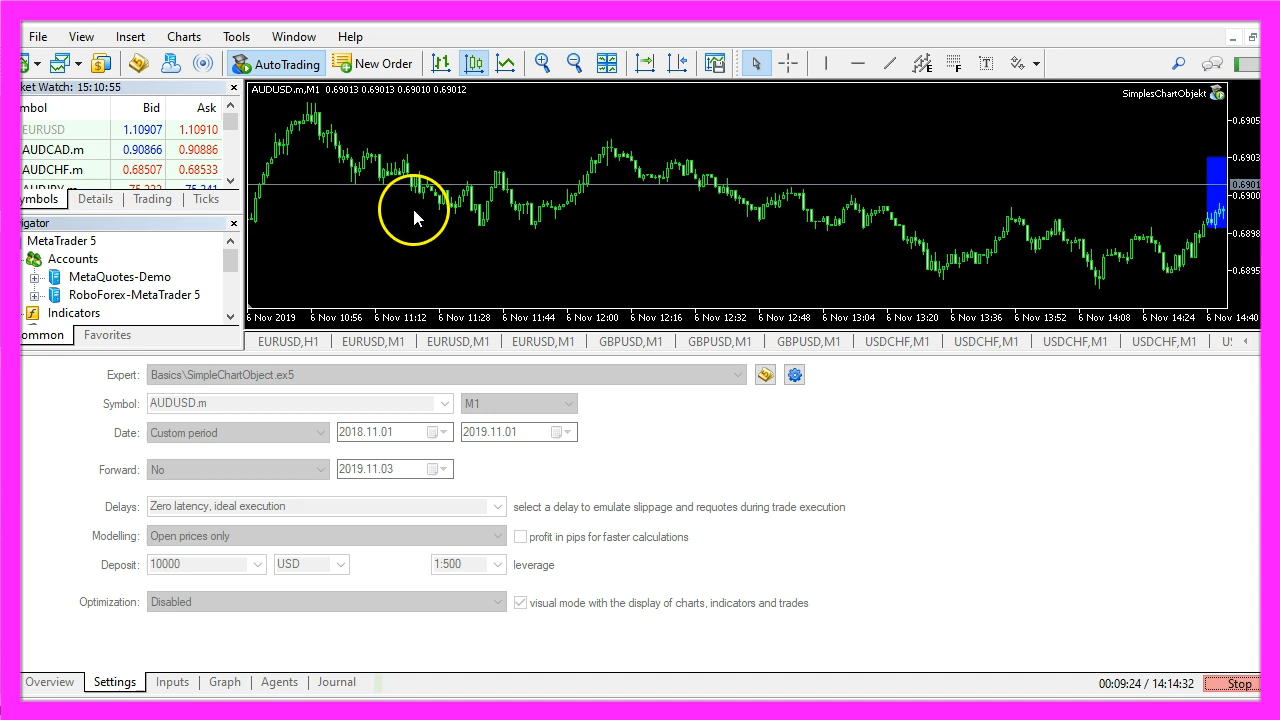 File View Insert Charts Tools Window Help
AutoTrading New Order
ket Watch: 15:10:55
mbol Bid Ask
EURUSD 1.10907 1.10910
AUDCAD.m 0.90866 0.90886
AUDCHF.m 0.68507 0.68533
ymbols Details Trading Ticks
vigator
MetaTrader 5
Accounts
MetaQuotes-Demo
RoboForex-MetaTrader 5
Indicators
ommon Favorites
AUDUSD.m,M1 0.69013 0.69013 0.69010 0.69012
SimplesChartObjekt
0.6905
0.6903
0.6901
0.6900
0.6898
0.6895
6 Nov 2019 6 Nov 10:56 6 Nov 11:12 6 Nov 11:28 6 Nov 12:00 6 Nov 12:16 6 Nov 12:32 6 Nov 12:48 6 Nov 13:04 6 Nov 13:20 6 Nov 13:36 6 Nov 13:52 6 Nov 14:08 6 Nov 14:24 6 Nov 14:40
EURUSD,H1 EURUSD,M1 EURUSD,M1 EURUSD,M1 GBPUSD,M1 GBPUSD,M1 GBPUSD,M1 USDCHF,M1 USDCHF,M1 USDCHF,M1 USDCHF,M1
Expert: Basics\SimpleChartObject.ex5
Symbol: AUDUSD.m M1
Date: Custom period 2018.11.01 2019.11.01
Forward: No 2019.11.03
Delays: Zero latency, ideal execution select a delay to emulate slippage and requotes during trade execution
Modelling: Open prices only profit in pips for faster calculations
Deposit: 10000 USD 1:500 leverage
Optimization: Disabled visual mode with the display of charts, indicators and trades
Overview Settings Inputs Graph Agents Journal 00:09:24 / 14:14:32 Stop